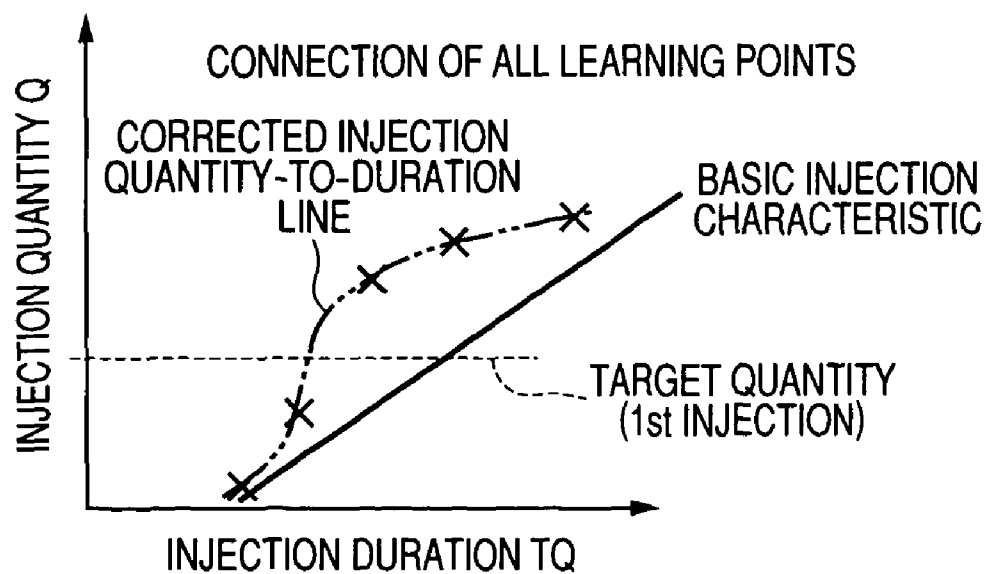 CONNECTION OF ALL LEARNING POINTS
CORRECTED INJECTION
QUANTITY-TO-DURATION
LINE
BASIC INJECTION
CHARACTERISTIC
INJECTION QUANTITY Q
TARGET QUANTITY
(1st INJECTION)
INJECTION DURATION TQ